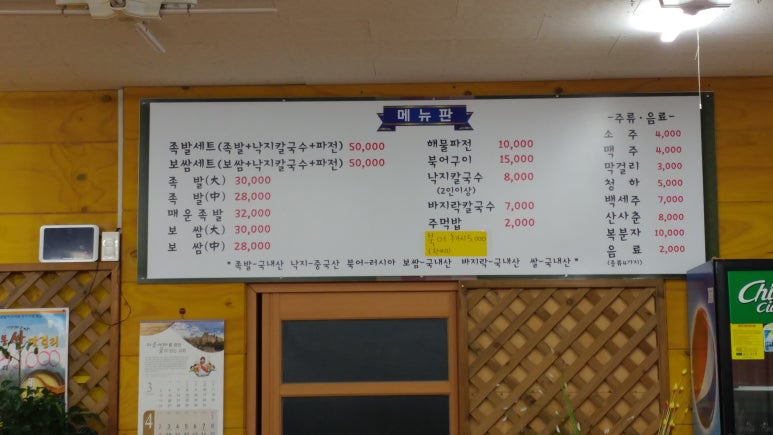 메뉴판
족발세트(족발+낙지칼국수+파전) 50,000
보쌈세트(보쌈+낙지칼국수+파전) 50,000
족 발(大) 30,000
족 발(中) 28,000
매운족발 32,000
보 쌈(大) 30,000
보 쌈(中) 28,000
해물파전 10,000
북어구이 15,000
낙지칼국수 8,000
(2인이상)
바지락칼국수 7,000
주먹밥 2,000
-주류·음료-
소 주 4,000
맥 주 4,000
막걸리 3,000
청 하 5,000
백세주 7,000
산사춘 8,000
복분자 10,000
음 료 2,000
(종류4가지)
*족발-국내산 낙지-중국산 북어-러시아 보쌈-국내산 바지락-국내산 쌀-국내산*
3
4